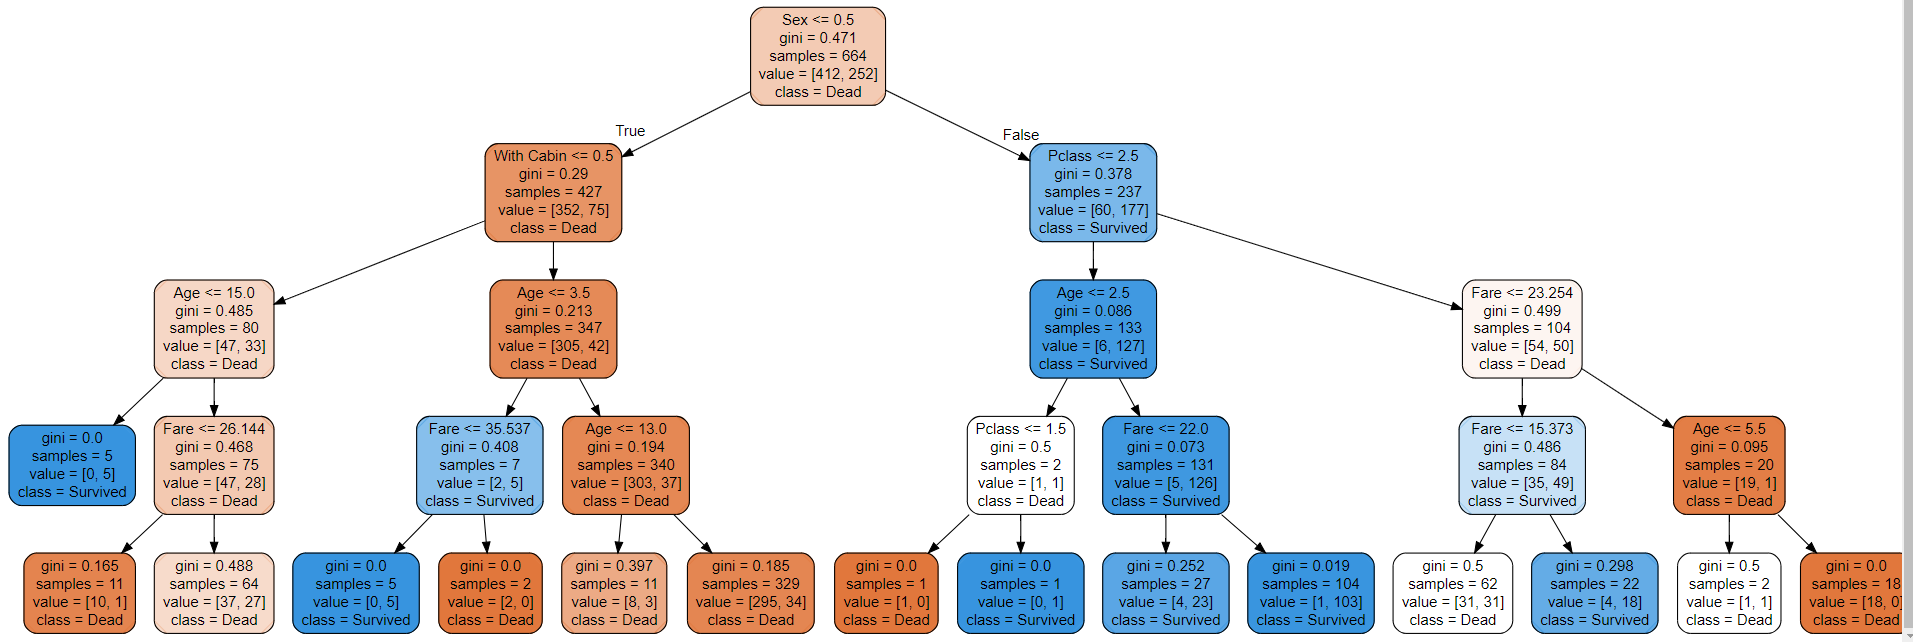 Sex <= 0.5
gini = 0.471
samples = 664
value = [412, 252]
class = Dead
True
False
With Cabin <= 0.5
gini = 0.29
samples = 427
value = [352, 75]
class = Dead
Pclass <= 2.5
gini = 0.378
samples = 237
value = [60, 177]
class = Survived
Age <= 15.0
gini = 0.485
samples = 80
value = [47, 33]
class = Dead
Age <= 3.5
gini = 0.213
samples = 347
value = [305, 42]
class = Dead
Age <= 2.5
gini = 0.086
samples = 133
value = [6, 127]
class = Survived
Fare <= 23.254
gini = 0.499
samples = 104
value = [54, 50]
class = Dead
gini = 0.0
samples = 5
value = [0, 5]
class = Survived
Fare <= 26.144
gini = 0.468
samples = 75
value = [47, 28]
class = Dead
Fare <= 35.537
gini = 0.408
samples = 7
value = [2, 5]
class = Survived
Age <= 13.0
gini = 0.194
samples = 340
value = [303, 37]
class = Dead
Pclass <= 1.5
gini = 0.5
samples = 2
value = [1, 1]
class = Dead
Fare <= 22.0
gini = 0.073
samples = 131
value = [5, 126]
class = Survived
Fare <= 15.373
gini = 0.486
samples = 84
value = [35, 49]
class = Survived
Age <= 5.5
gini = 0.095
samples = 20
value = [19, 1]
class = Dead
gini = 0.165
samples = 11
value = [10, 1]
class = Dead
gini = 0.488
samples = 64
value = [37, 27]
class = Dead
gini = 0.0
samples = 5
value = [0, 5]
class = Survived
gini = 0.0
samples = 2
value = [2, 0]
class = Dead
gini = 0.397
samples = 11
value = [8, 3]
class = Dead
gini = 0.185
samples = 329
value = [295, 34]
class = Dead
gini = 0.0
samples = 1
value = [1, 0]
class = Dead
gini = 0.0
samples = 1
value = [0, 1]
class = Survived
gini = 0.252
samples = 27
value = [4, 23]
class = Survived
gini = 0.019
samples = 104
value = [1, 103]
class = Survived
gini = 0.5
samples = 62
value = [31, 31]
class = Dead
gini = 0.298
samples = 22
value = [4, 18]
class = Survived
gini = 0.5
samples = 2
value = [1, 1]
class = Dead
gini = 0.0
samples = 18
value = [18, 0]
class = Dead